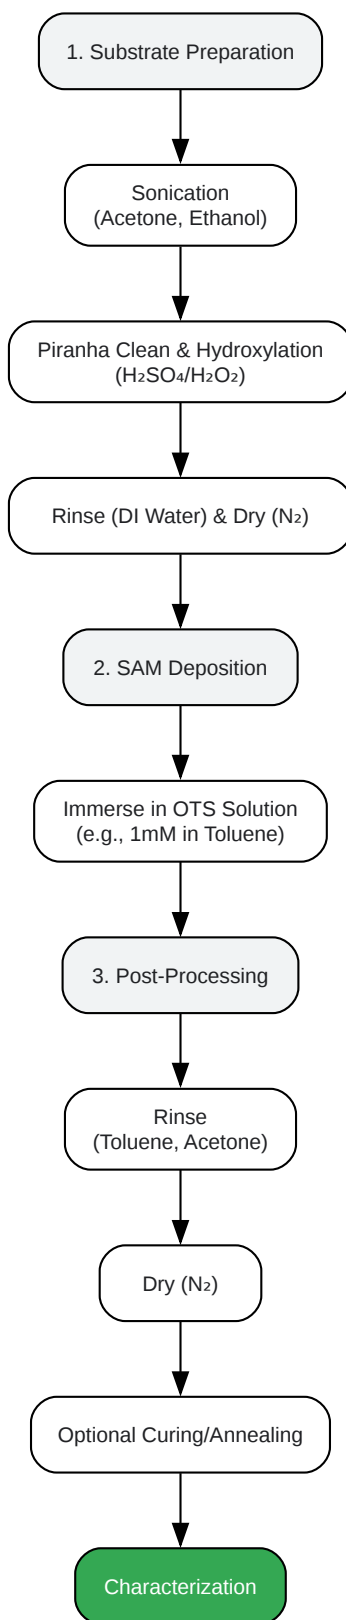 1. Substrate Preparation
Sonication
(Acetone, Ethanol)
Piranha Clean & Hydroxylation
(H₂SO₄/H₂O₂)
Rinse (DI Water) & Dry (N₂)
2. SAM Deposition
Immerse in OTS Solution
(e.g., 1mM in Toluene)
3. Post-Processing
Rinse
(Toluene, Acetone)
Dry (N₂)
Optional Curing/Annealing
Characterization